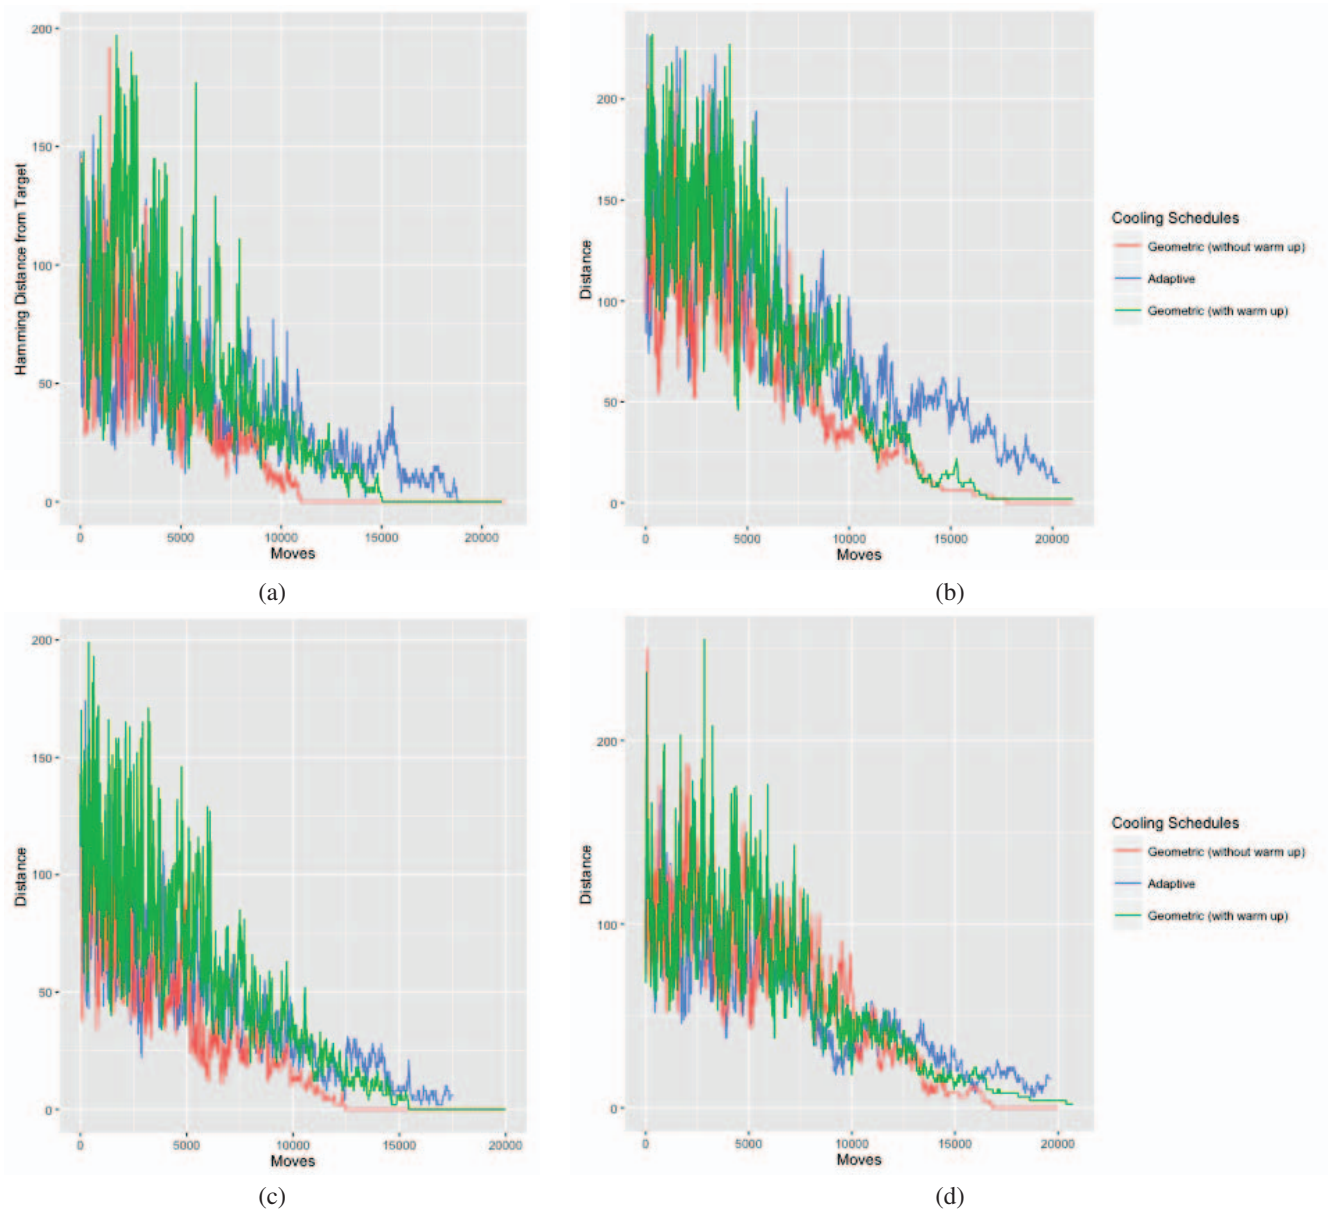 200
150
100
50
0
Hamming Distance from Target
0 5000 10000 15000 20000
Moves
(a)
200
150
100
50
0
Distance
0 5000 10000 15000 20000
Moves
(b)
Cooling Schedules
Geometric (without warm up)
Adaptive
Geometric (with warm up)
200
150
100
50
0
Distance
0 5000 10000 15000 20000
Moves
(c)
200
100
0
Distance
0 5000 10000 15000 20000
Moves
(d)
Cooling Schedules
Geometric (without warm up)
Adaptive
Geometric (with warm up)